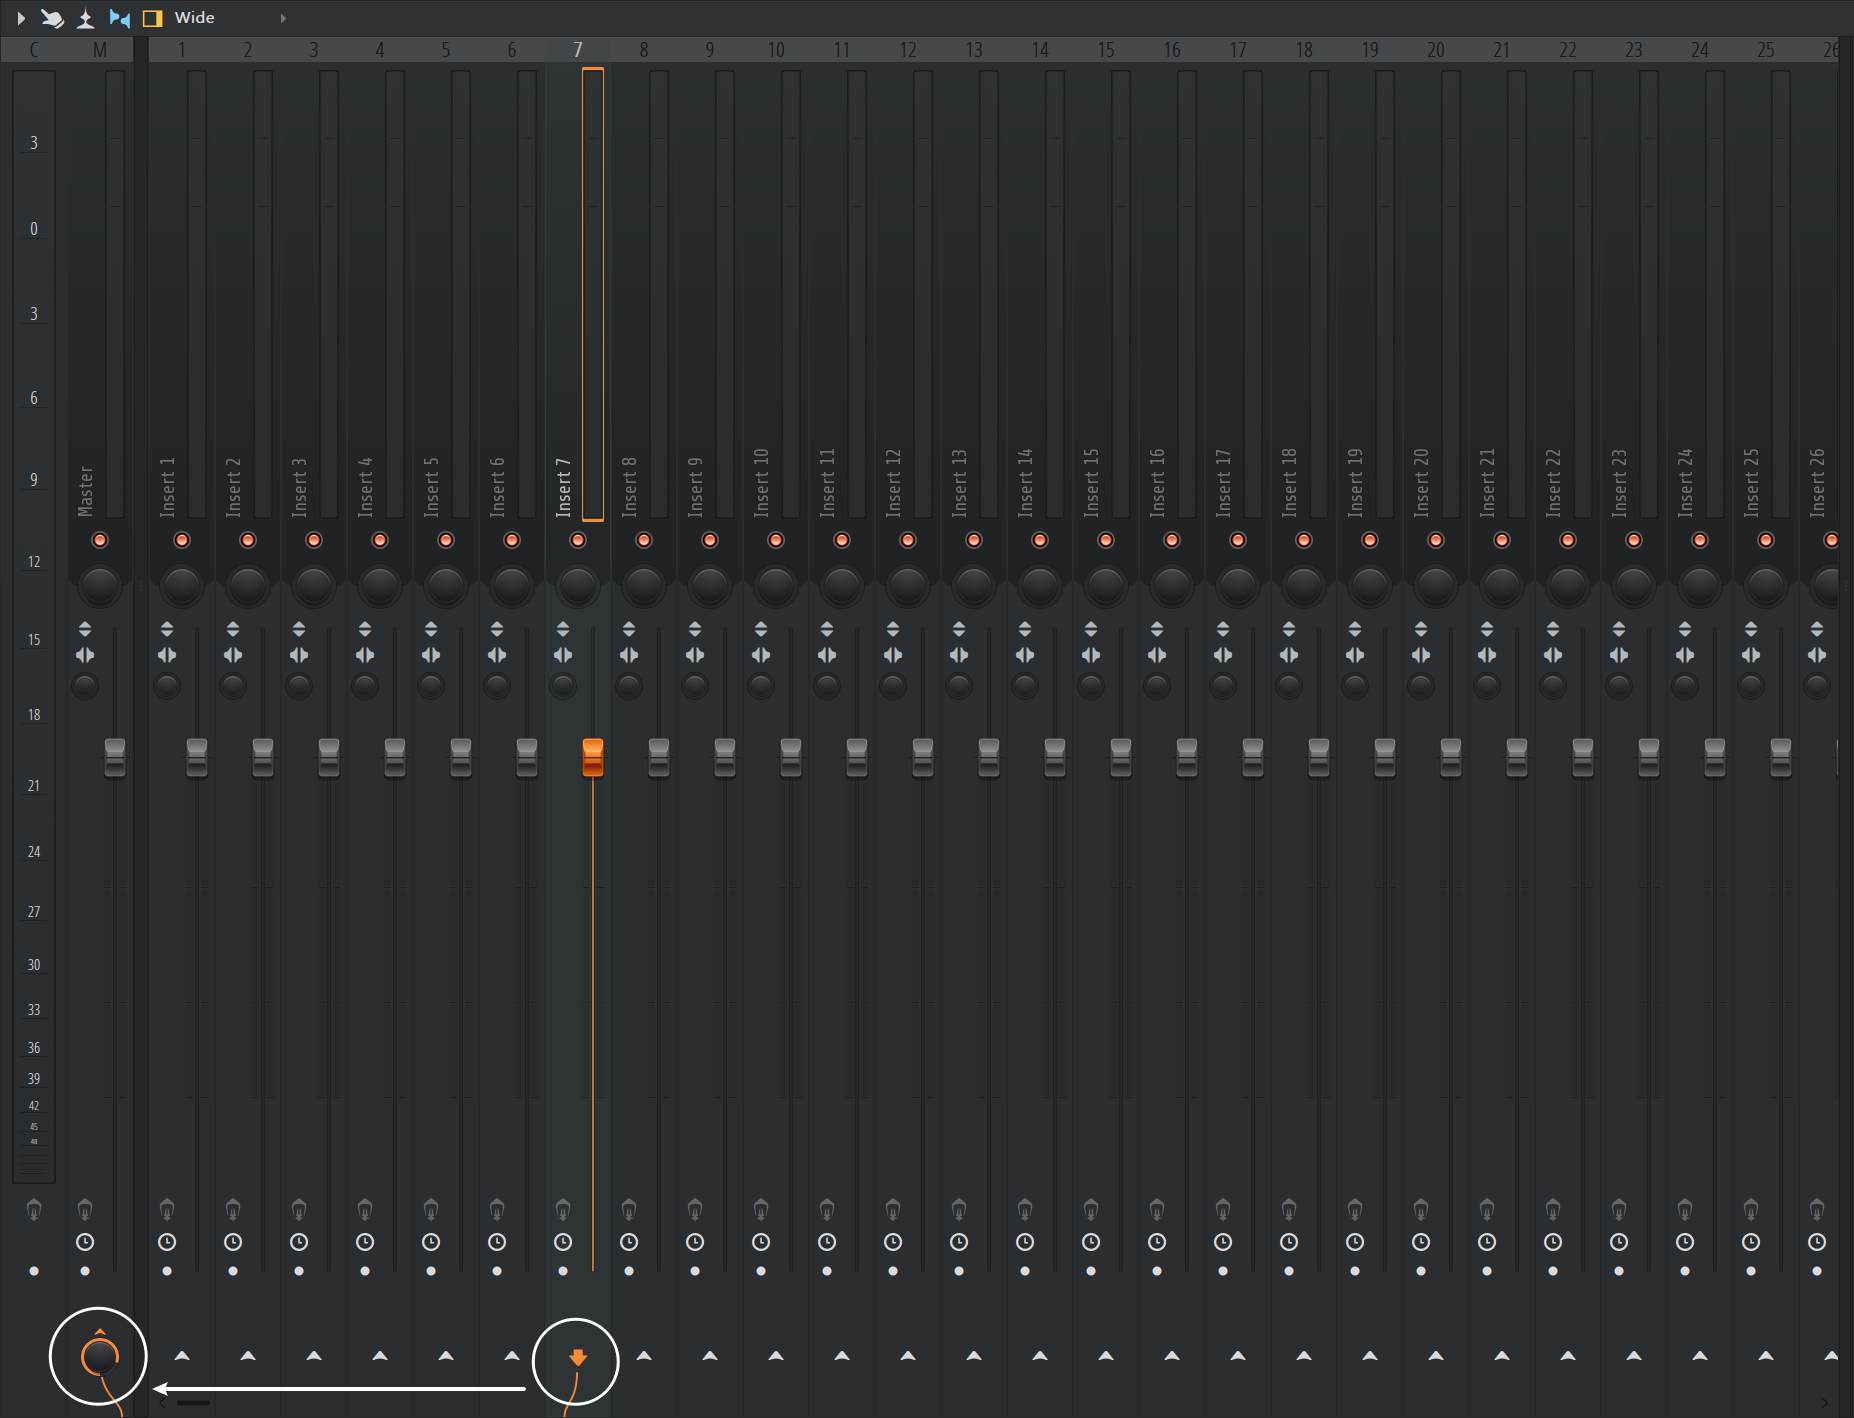 Wide
C M 1 2 3 4 5 6 7 8 9 10 11 12 13 14 15 16 17 18 19 20 21 22 23 24 25 26
3
0
3
6
9
12
15
18
21
24
27
30
33
36
39
42
45
48
Master
Insert 1
Insert 2
Insert 3
Insert 4
Insert 5
Insert 6
Insert 7
Insert 8
Insert 9
Insert 10
Insert 11
Insert 12
Insert 13
Insert 14
Insert 15
Insert 16
Insert 17
Insert 18
Insert 19
Insert 20
Insert 21
Insert 22
Insert 23
Insert 24
Insert 25
Insert 26